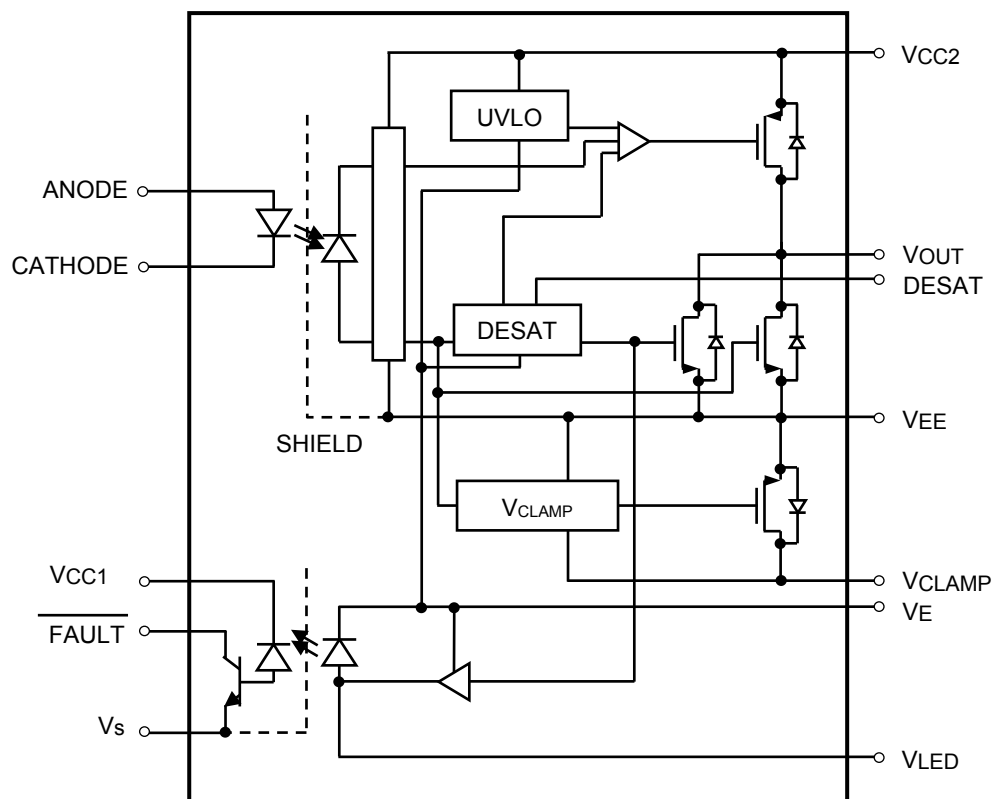 VCC2
UVLO
ANODE
CATHODE
VOUT
DESAT
DESAT
VEE
SHIELD
VCLAMP
VCC1
VCLAMP
VE
FAULT
Vs
VLED